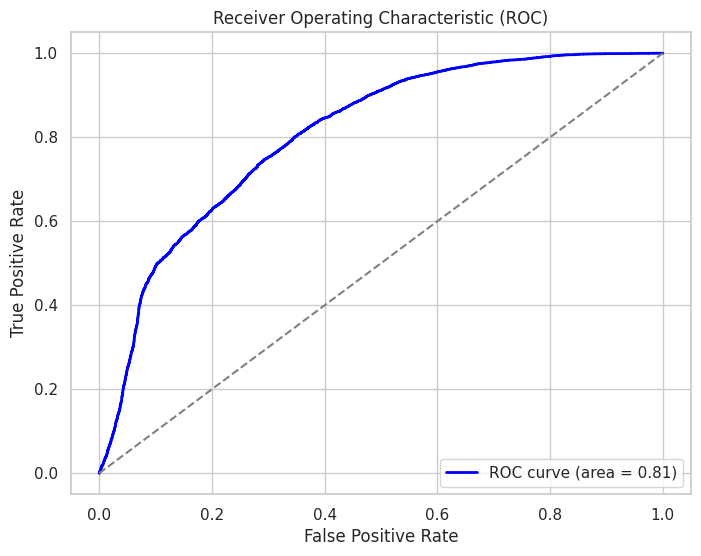 Receiver Operating Characteristic (ROC)
1.0
0.8
0.6
0.4
0.2
0.0
True Positive Rate
ROC curve (area = 0.81)
0.0 0.2 0.4 0.6 0.8 1.0
False Positive Rate